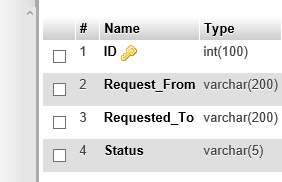 # Name Type
1 ID int(100)
2 Request_From varchar(200)
3 Requested_To varchar(200)
4 Status varchar(5)